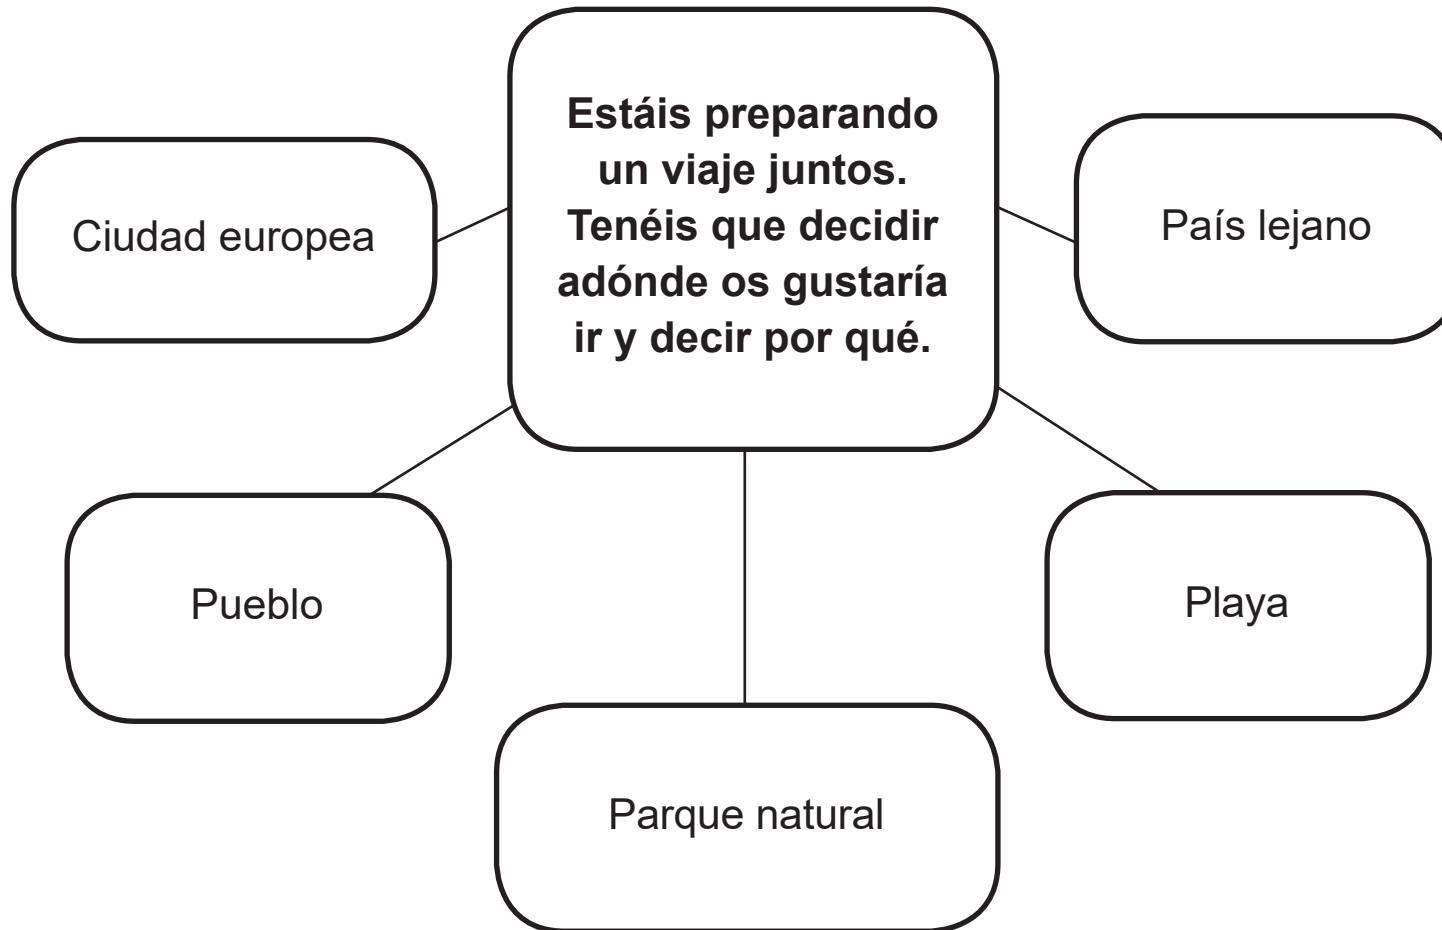 Estáis preparando
un viaje juntos.
Tenéis que decidir
adónde os gustaría
ir y decir por qué.
Ciudad europea
País lejano
Pueblo
Playa
Parque natural